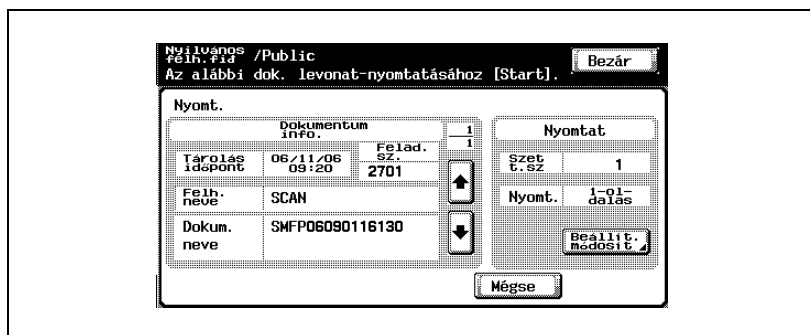 Nyilvános
félh.fió /Public
Bezár
Az alábbi dok. levonat-nyomtatásához [Start].
Nyomt.
Dokumentum
info.
1
1
Nyomtat
Tárolás
időpont
06/11/06
09:20
Felad.
sz.
2701
Szet
t.sz
1
Felh.
neve
SCAN
Nyomt.
1-ol-
dalas
Dokum.
neve
SMFP06090116130
Beállít.
módosít
Mégse